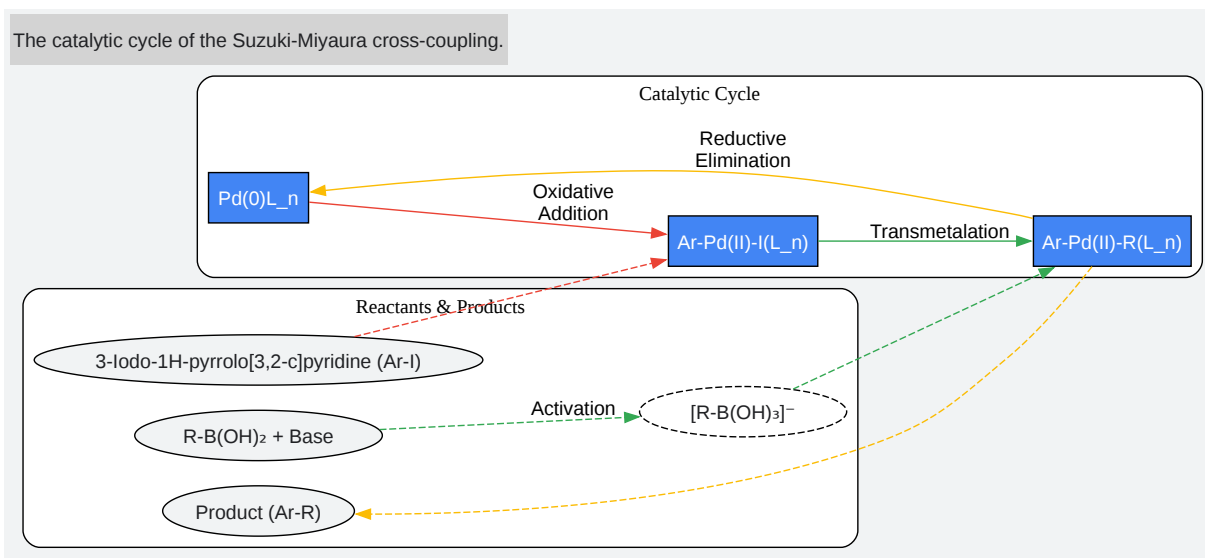 The catalytic cycle of the Suzuki-Miyaura cross-coupling.
Catalytic Cycle
Reductive
Elimination
Pd(0)L_n
Oxidative
Addition
Ar-Pd(II)-I(L_n)
Transmetalation
Ar-Pd(II)-R(L_n)
Reactants & Products
3-Iodo-1H-pyrrolo[3,2-c]pyridine (Ar-I)
Activation
[R-B(OH)₃]⁻
R-B(OH)₂ + Base
Product (Ar-R)